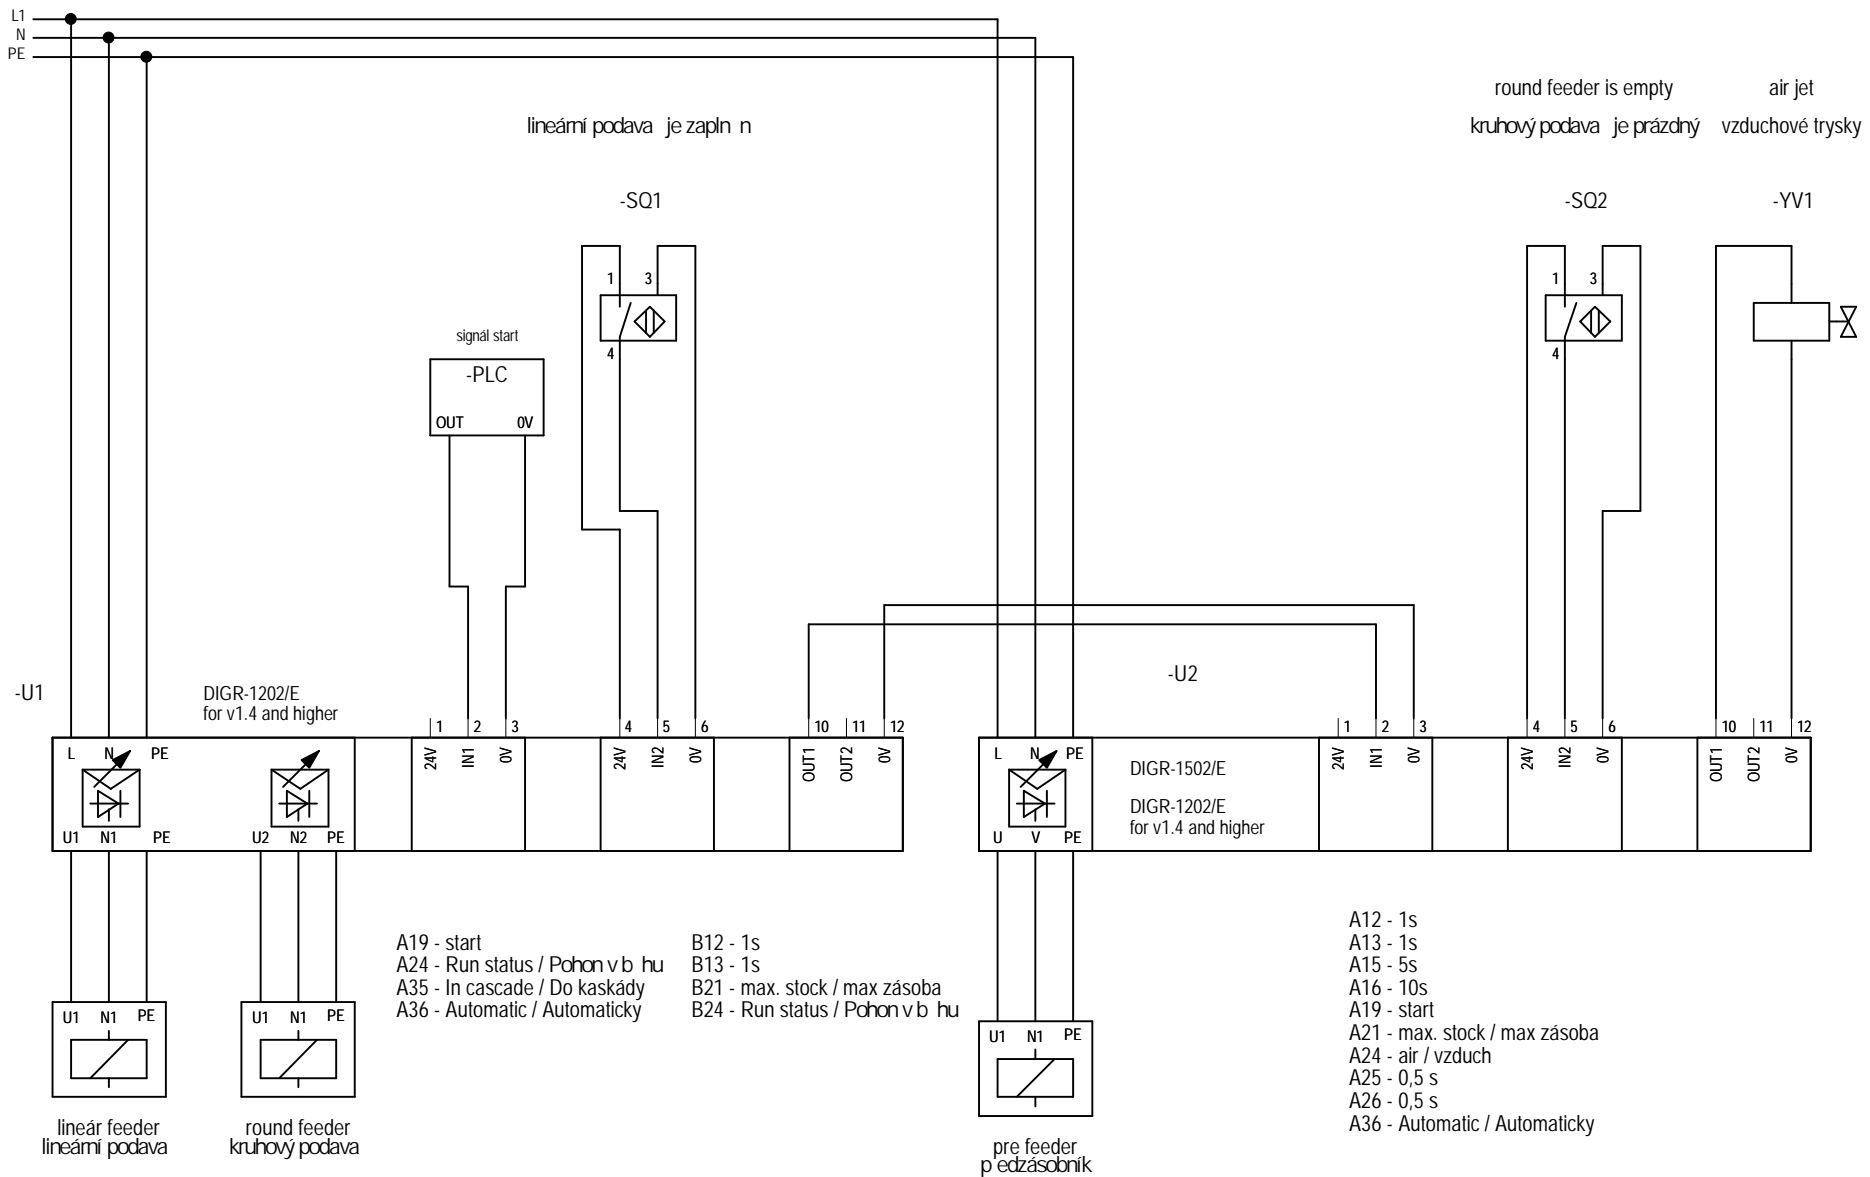 L1
N
PE
round feeder is empty
air jet
lineární podava je zapln n
kruhový podava je prázdný
vzduchové trysky
-SQ1
-SQ2
-YV1
1 3
1 3
signál start
4
4
-PLC
OUT 0V
-U2
-U1
DIGR-1202/E
for v1.4 and higher
1 2 3
4 5 6
10 11 12
1 2 3
4 5 6
10 11 12
L N PE
24V IN1 0V
24V IN2 0V
OUT1 OUT2 0V
L N PE
DIGR-1502/E
DIGR-1202/E
for v1.4 and higher
24V IN1 0V
24V IN2 0V
OUT1 OUT2 0V
U1 N1 PE
U2 N2 PE
U V PE
A19 - start
A24 - Run status / Pohon v b hu
A35 - In cascade / Do kaskády
A36 - Automatic / Automaticky
B12 - 1s
B13 - 1s
B21 - max. stock / max zásoba
B24 - Run status / Pohon v b hu
A12 - 1s
A13 - 1s
A15 - 5s
A16 - 10s
A19 - start
A21 - max. stock / max zásoba
A24 - air / vzduch
A25 - 0,5 s
A26 - 0,5 s
A36 - Automatic / Automaticky
U1 N1 PE
U1 N1 PE
U1 N1 PE
lineár feeder
lineární podava
round feeder
kruhový podava
pre feeder
p edzásobník